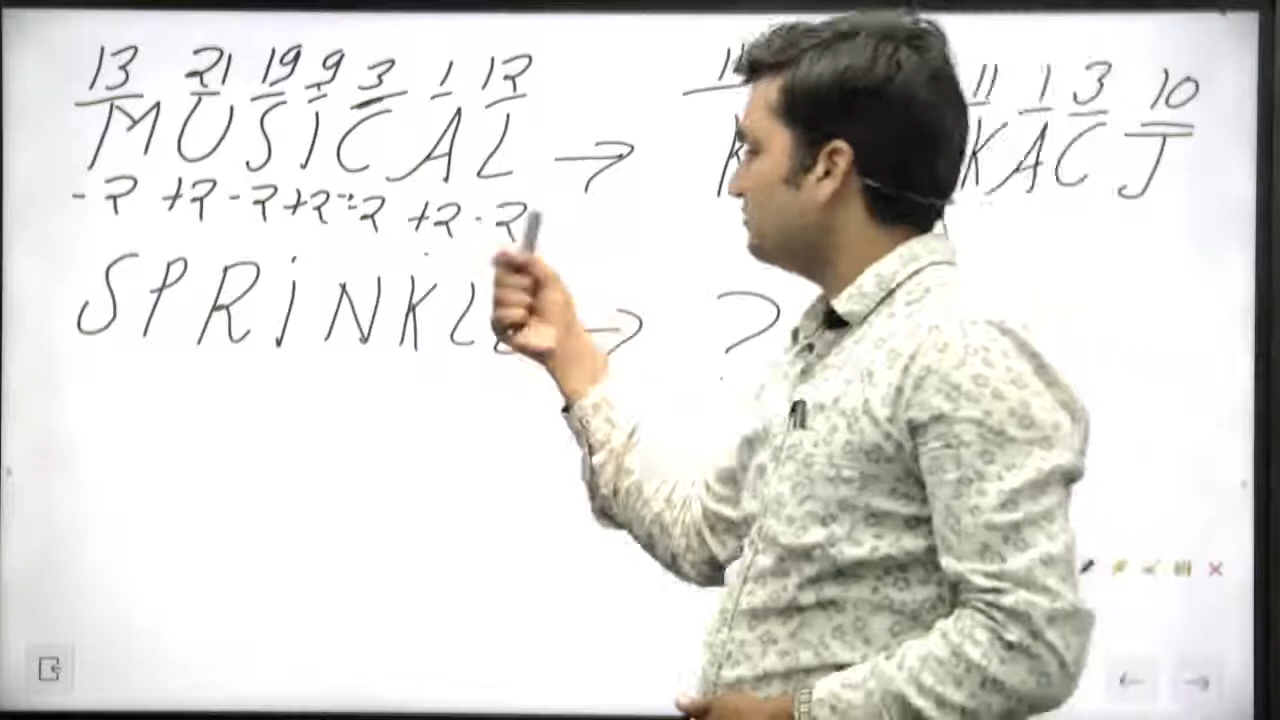 13 21 19 9 3 1 12 11 1 3 10
MUSICAL → K KACJ
-2 +2 -2 +2 -2 +2 -2
SPRINKL → ?